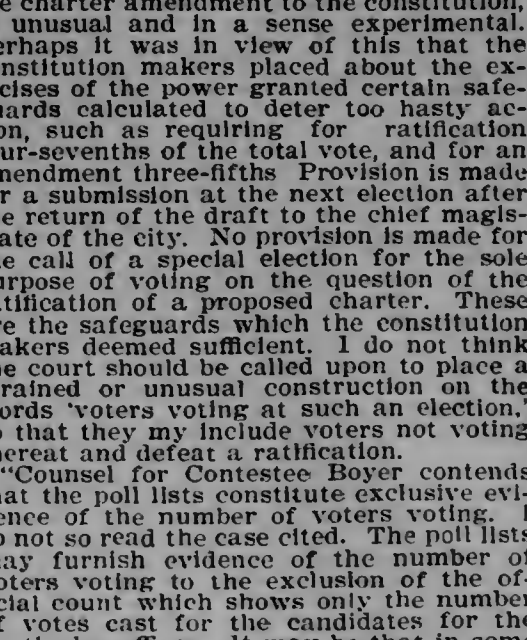 e charter amendment to the constitution,
unusual and in a sense experimental.
erhaps it was in view of this that the
nstitution makers placed about the ex-
cises of the power granted certain safe-
uards calculated to deter too hasty ac-
on, such as requiring for ratification
ur-sevenths of the total vote, and for an
mendment three-fifths Provision is made
r a submission at the next election after
e return of the draft to the chief magis-
ate of the city. No provision is made for
e call of a special election for the sole
urpose of voting on the question of the
tification of a proposed charter. These
re the safeguards which the constitution
akers deemed sufficient. I do not think
e court should be called upon to place a
rained or unusual construction on the
ords 'voters voting at such an election,'
that they my include voters not voting
ereat and defeat a ratification.
"Counsel for Contestee Boyer contends
at the poll lists constitute exclusive evi-
ence of the number of voters voting. I
o not so read the case cited. The poll lists
ay furnish evidence of the number of
oters voting to the exclusion of the of-
cial count which shows only the number
f votes cast for the candidates for th